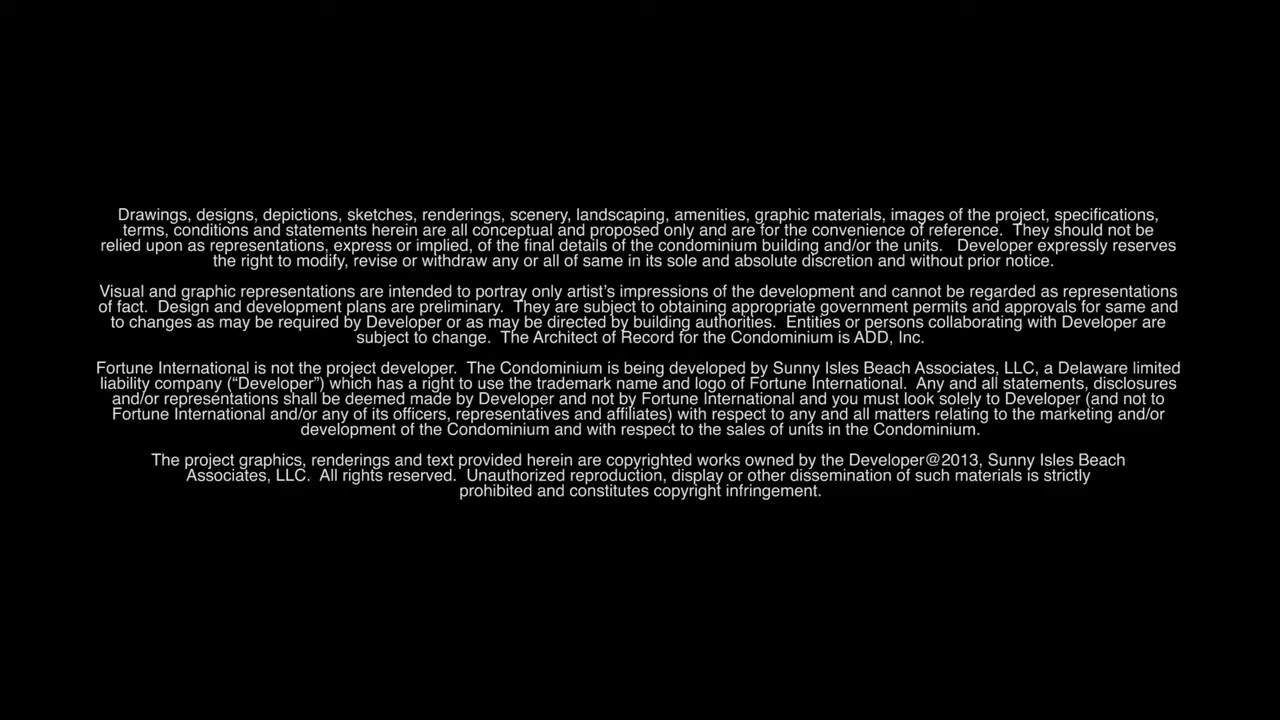 Drawings, designs, depictions, sketches, renderings, scenery, landscaping, amenities, graphic materials, images of the project, specifications,
terms, conditions and statements herein are all conceptual and proposed only and are for the convenience of reference.  They should not be
relied upon as representations, express or implied, of the final details of the condominium building and/or the units.   Developer expressly reserves
the right to modify, revise or withdraw any or all of same in its sole and absolute discretion and without prior notice.
Visual and graphic representations are intended to portray only artist's impressions of the development and cannot be regarded as representations
of fact.  Design and development plans are preliminary.  They are subject to obtaining appropriate government permits and approvals for same and
to changes as may be required by Developer or as may be directed by building authorities.  Entities or persons collaborating with Developer are
subject to change.  The Architect of Record for the Condominium is ADD, Inc.
Fortune International is not the project developer.  The Condominium is being developed by Sunny Isles Beach Associates, LLC, a Delaware limited
liability company (“Developer”) which has a right to use the trademark name and logo of Fortune International.  Any and all statements, disclosures
and/or representations shall be deemed made by Developer and not by Fortune International and you must look solely to Developer (and not to
Fortune International and/or any of its officers, representatives and affiliates) with respect to any and all matters relating to the marketing and/or
development of the Condominium and with respect to the sales of units in the Condominium.
The project graphics, renderings and text provided herein are copyrighted works owned by the Developer@2013, Sunny Isles Beach
Associates, LLC.  All rights reserved.  Unauthorized reproduction, display or other dissemination of such materials is strictly
prohibited and constitutes copyright infringement.